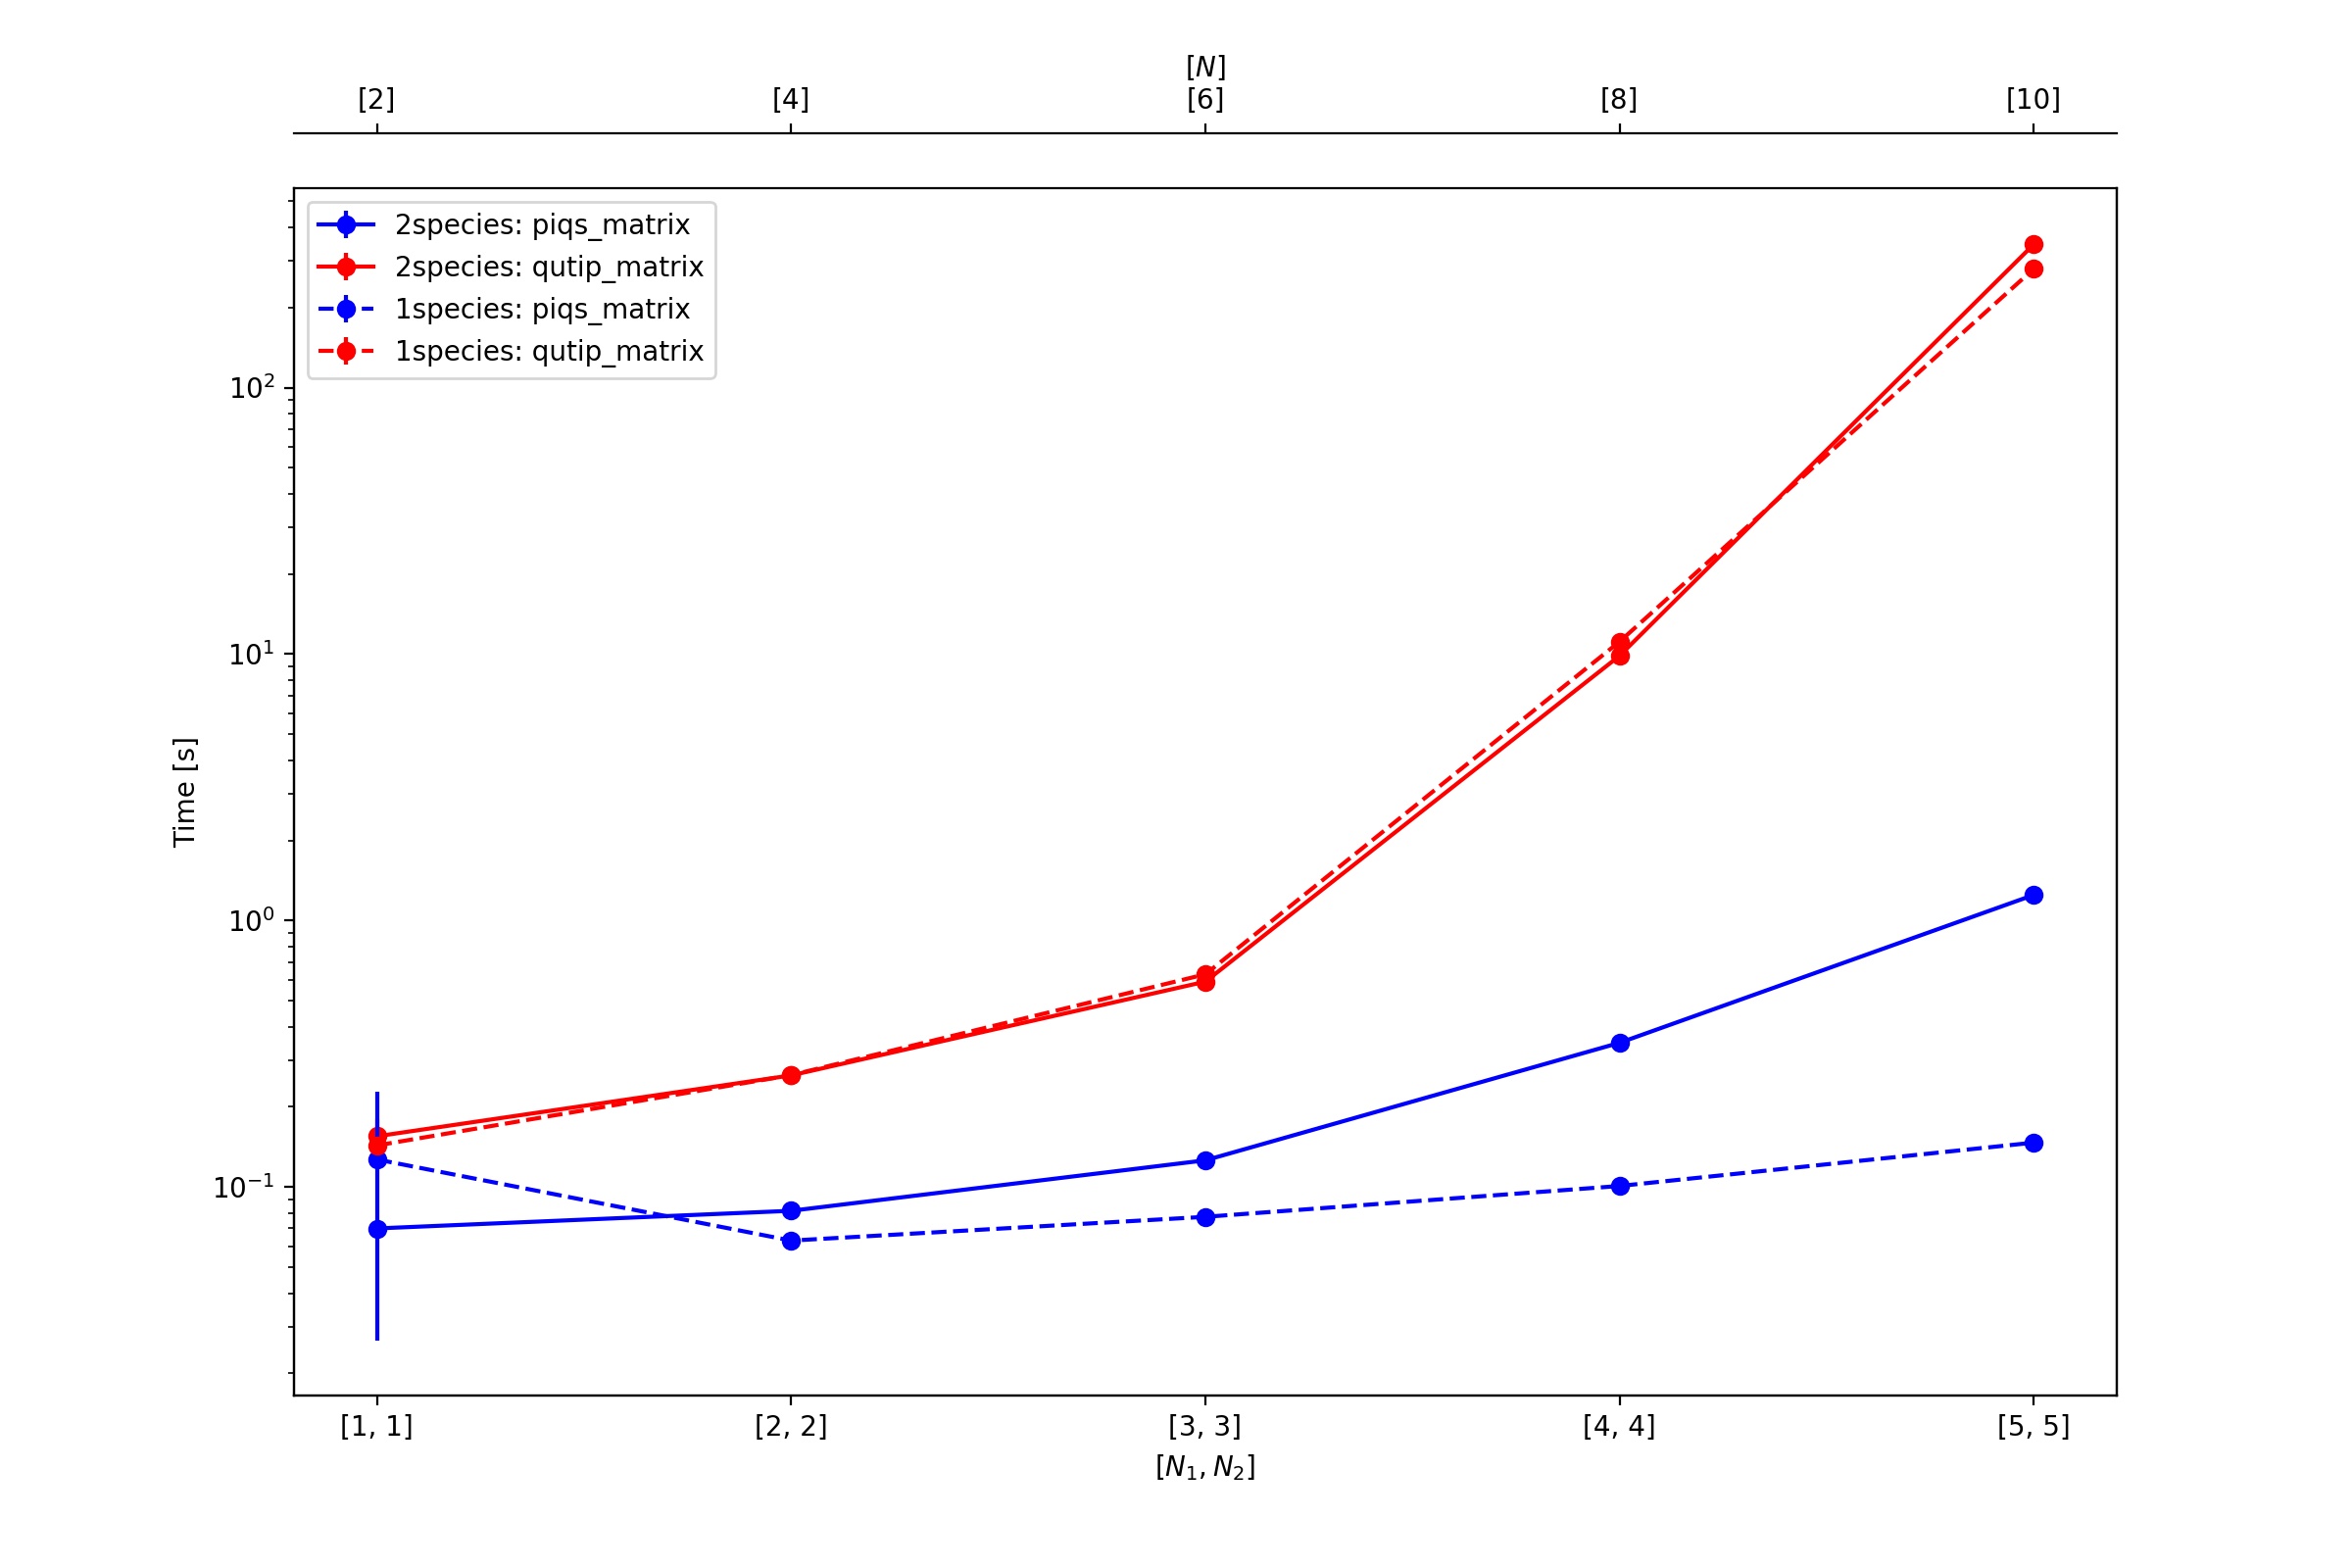 [N]
[2] [4] [6] [8] [10]
2species: piqs_matrix
2species: qutip_matrix
1species: piqs_matrix
1species: qutip_matrix
10²
10¹
10⁰
10⁻¹
Time [s]
[1, 1] [2, 2] [3, 3] [4, 4] [5, 5]
[N₁, N₂]